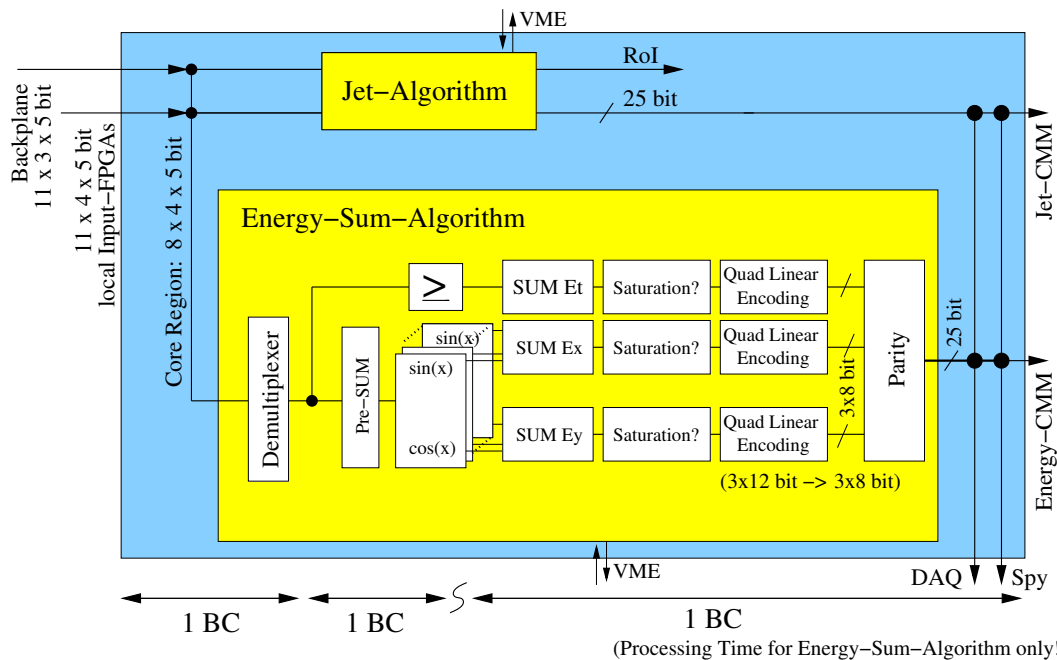 VME
RoI
Jet−Algorithm
25 bit
Backplane
11 x 3 x 5 bit
11 x 4 x 5 bit
local Input−FPGAs
Core Region:  8 x 4 x 5 bit
Jet−CMM
Energy−Sum−Algorithm
≥
SUM Et
Saturation?
Quad Linear
Encoding
sin(x)
SUM Ex
Saturation?
Quad Linear
Encoding
Demultiplexer
Pre−SUM
sin(x)
cos(x)
SUM Ey
Saturation?
Quad Linear
Encoding
3x8 bit
Parity
25 bit
Energy−CMM
(3x12 bit −> 3x8 bit)
VME
DAQ
Spy
1 BC
1 BC
1 BC
(Processing Time for Energy−Sum−Algorithm only!